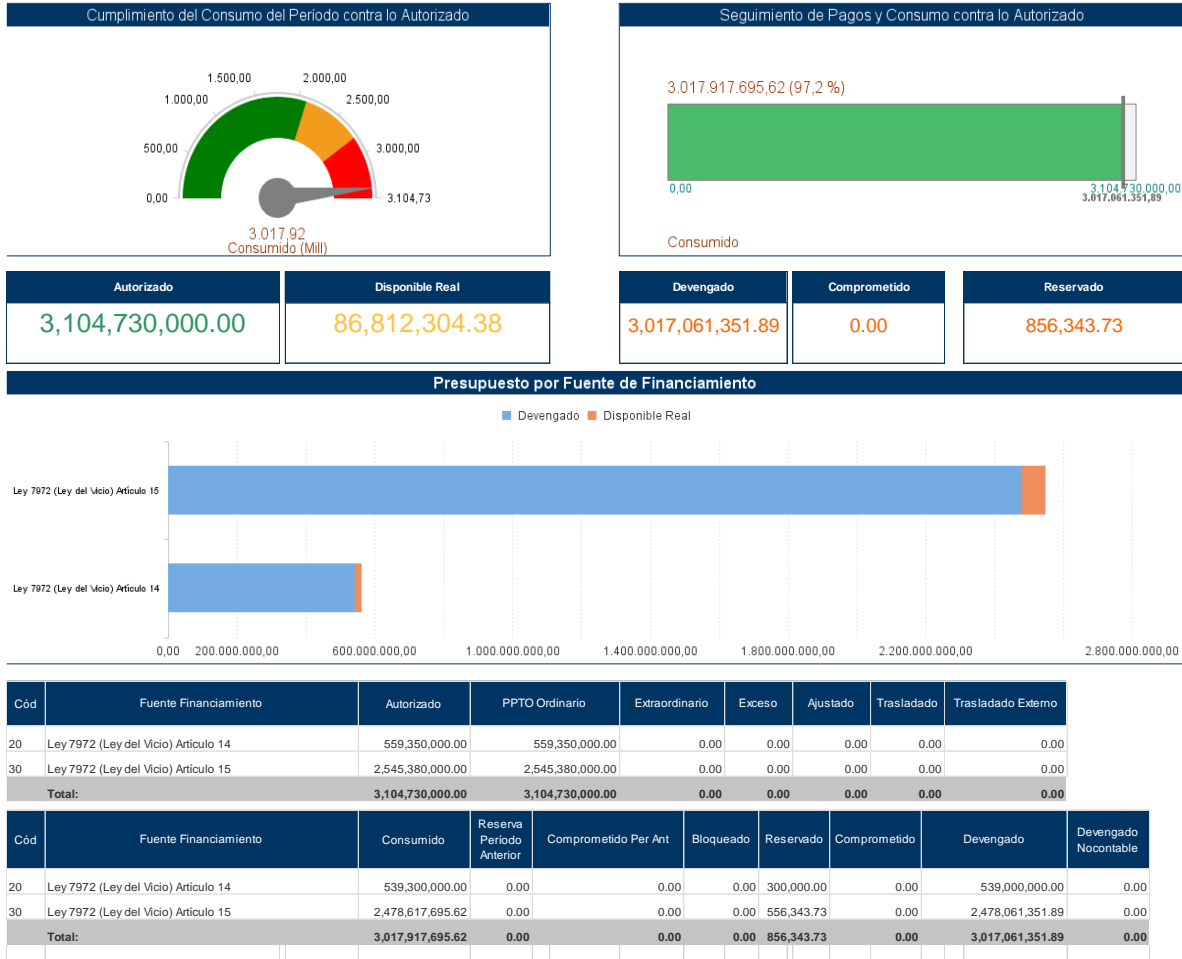 Cumplimiento del Consumo del Período contra lo Autorizado
1.500,00 2.000,00
1.000,00 2.500,00
500,00 3.000,00
0,00 3.104,73
3.017,92
Consumido (Mill)
Seguimiento de Pagos y Consumo contra lo Autorizado
3.017.917.695,62 (97,2 %)
0,00 3.104.730.000,00
3.017.061.351,89
Consumido
Autorizado Disponible Real Devengado Comprometido Reservado
3,104,730,000.00 86,812,304.38 3,017,061,351.89 0.00 856,343.73
Presupuesto por Fuente de Financiamiento
Devengado Disponible Real
Ley 7972 (Ley del Vicio) Artículo 15
Ley 7972 (Ley del Vicio) Artículo 14
0,00 200.000.000,00 600.000.000,00 1.000.000.000,00 1.400.000.000,00 1.800.000.000,00 2.200.000.000,00 2.800.000.000,00
Cód Fuente Financiamiento Autorizado PPTO Ordinario Extraordinario Exceso Ajustado Trasladado Trasladado Externo
20 Ley 7972 (Ley del Vicio) Artículo 14 559,350,000.00 559,350,000.00 0.00 0.00 0.00 0.00 0.00
30 Ley 7972 (Ley del Vicio) Artículo 15 2,545,380,000.00 2,545,380,000.00 0.00 0.00 0.00 0.00 0.00
Total: 3,104,730,000.00 3,104,730,000.00 0.00 0.00 0.00 0.00 0.00
Cód Fuente Financiamiento Consumido Reserva Período Anterior Comprometido Per Ant Bloqueado Reservado Comprometido Devengado Devengado Nocontable
20 Ley 7972 (Ley del Vicio) Artículo 14 539,300,000.00 0.00 0.00 0.00 300,000.00 0.00 539,000,000.00 0.00
30 Ley 7972 (Ley del Vicio) Artículo 15 2,478,617,695.62 0.00 0.00 0.00 556,343.73 0.00 2,478,061,351.89 0.00
Total: 3,017,917,695.62 0.00 0.00 0.00 856,343.73 0.00 3,017,061,351.89 0.00